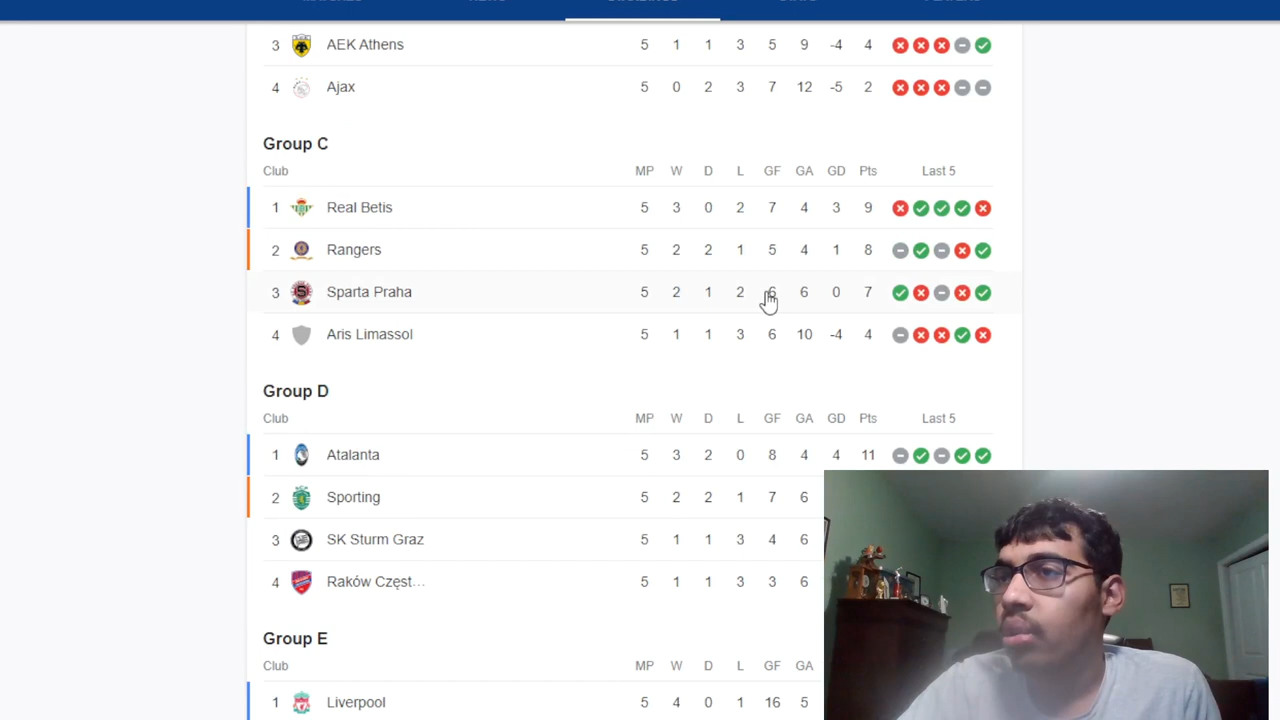 3 AEK Athens 5 1 1 3 5 9 -4 4
4 Ajax 5 0 2 3 7 12 -5 2
Group C
Club MP W D L GF GA GD Pts Last 5
1 Real Betis 5 3 0 2 7 4 3 9
2 Rangers 5 2 2 1 5 4 1 8
3 Sparta Praha 5 2 1 2 6 6 0 7
4 Aris Limassol 5 1 1 3 6 10 -4 4
Group D
Club MP W D L GF GA GD Pts Last 5
1 Atalanta 5 3 2 0 8 4 4 11
2 Sporting 5 2 2 1 7 6
3 SK Sturm Graz 5 1 1 3 4 6
4 Raków Częst... 5 1 1 3 3 6
Group E
Club MP W D L GF GA
1 Liverpool 5 4 0 1 16 5